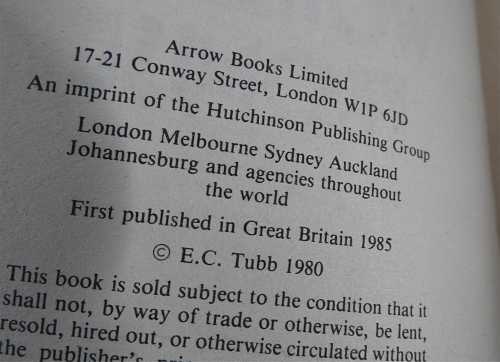 Arrow Books Limited
17-21 Conway Street, London W1P 6JD
An imprint of the Hutchinson Publishing Group
London Melbourne Sydney Auckland
Johannesburg and agencies throughout
the world
First published in Great Britain 1985
© E.C. Tubb 1980
This book is sold subject to the condition that it
shall not, by way of trade or otherwise, be lent,
resold, hired out, or otherwise circulated without
the publisher's